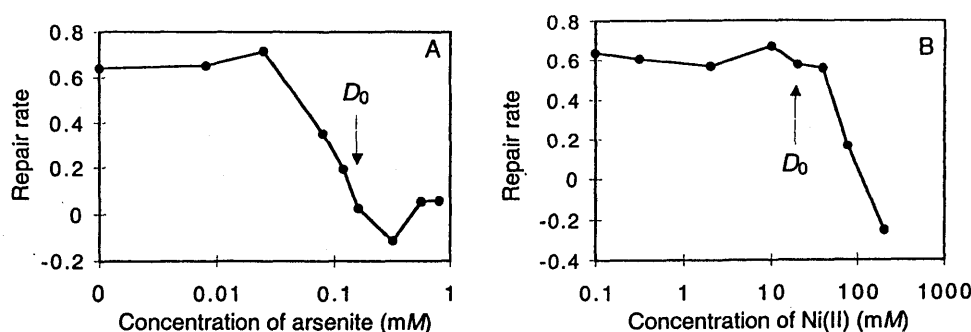 A
Repair rate
0.8
0.6
0.4
0.2
0
-0.2
D0
0
0.01
0.1
1
Concentration of arsenite (mM)
B
Repair rate
0.8
0.6
0.4
0.2
0
-0.2
-0.4
D0
0.1
1
10
100
1000
Concentration of Ni(II) (mM)